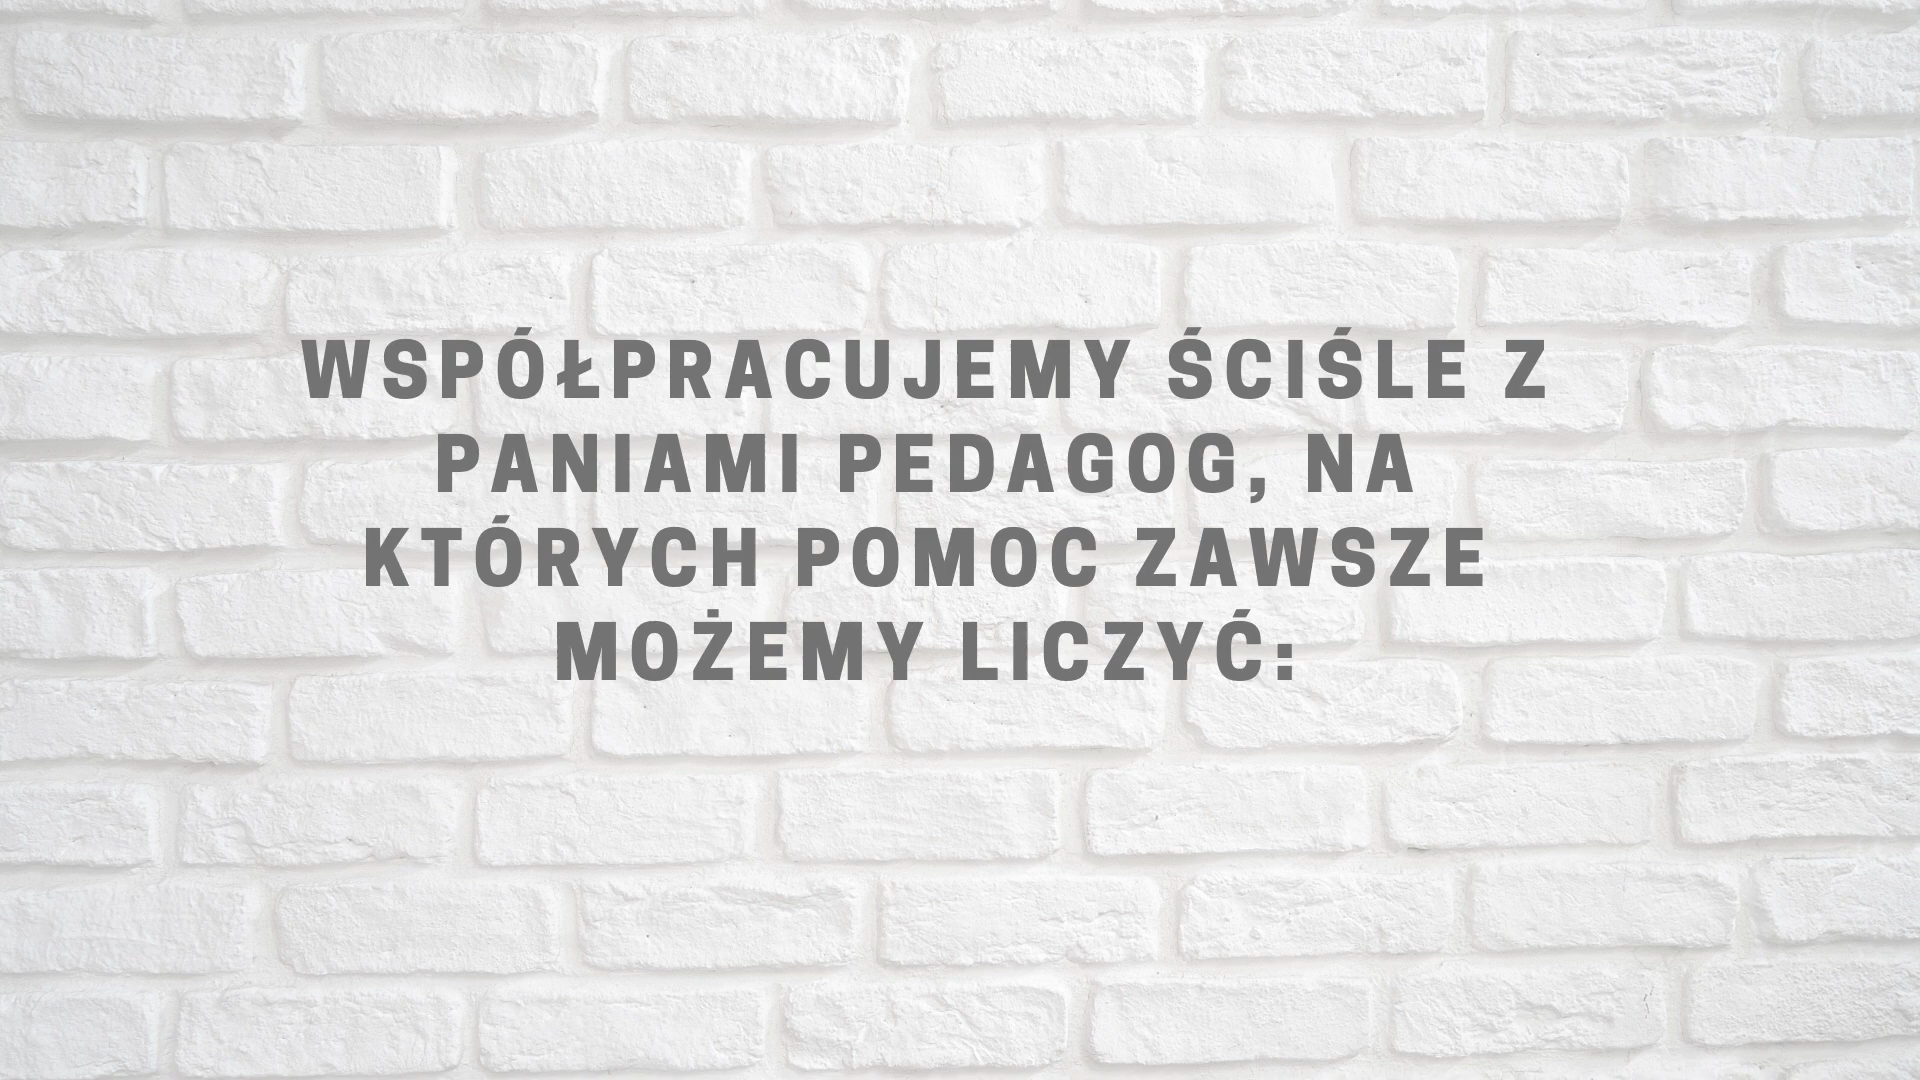 WSPÓŁPRACUJEMY ŚCIŚLE Z
PANIAMI PEDAGOG, NA
KTÓRYCH POMOC ZAWSZE
MOŻEMY LICZYĆ: